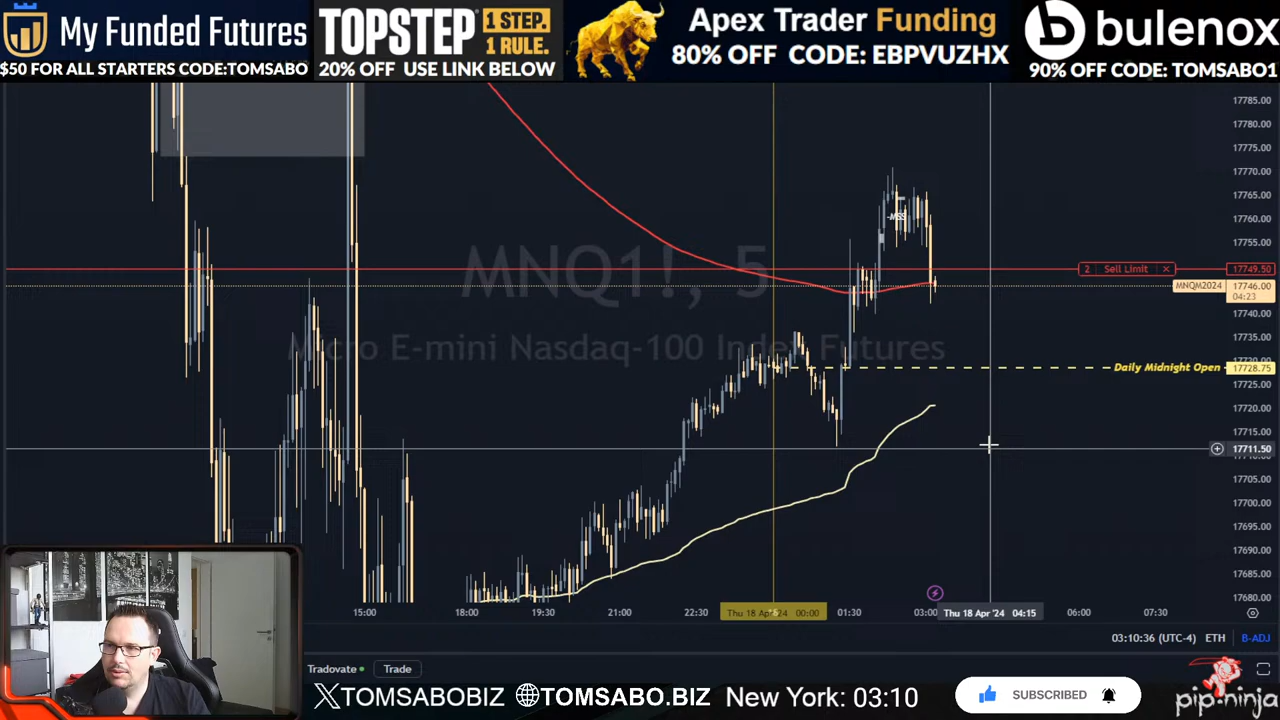 My Funded Futures
$50 FOR ALL STARTERS CODE:TOMSABO
TOPSTEP
1 STEP.
1 RULE.
20% OFF USE LINK BELOW
Apex Trader Funding
80% OFF CODE: EBPVUZHX
bulenox
90% OFF CODE: TOMSABO1
17785.00
17780.00
17775.00
17770.00
17765.00
17760.00
17755.00
MSS
2 Sell Limit × 17749.50
MNQ1!, 5
MNQM2024 17746.00
04:23
17740.00
17735.00
Micro E-mini Nasdaq-100 Index Futures
Daily Midnight Open 17728.75
17725.00
17720.00
17715.00
17711.50
17705.00
17700.00
17695.00
17690.00
17685.00
17680.00
15:00 18:00 19:30 21:00 22:30 Thu 18 Apr '24 00:00 01:30 03:00 Thu 18 Apr '24 04:15 06:00 07:30
03:10:36 (UTC-4) ETH B-ADJ
Tradovate Trade
TOMSABOBIZ TOMSABO.BIZ New York: 03:10 SUBSCRIBED pip.ninja